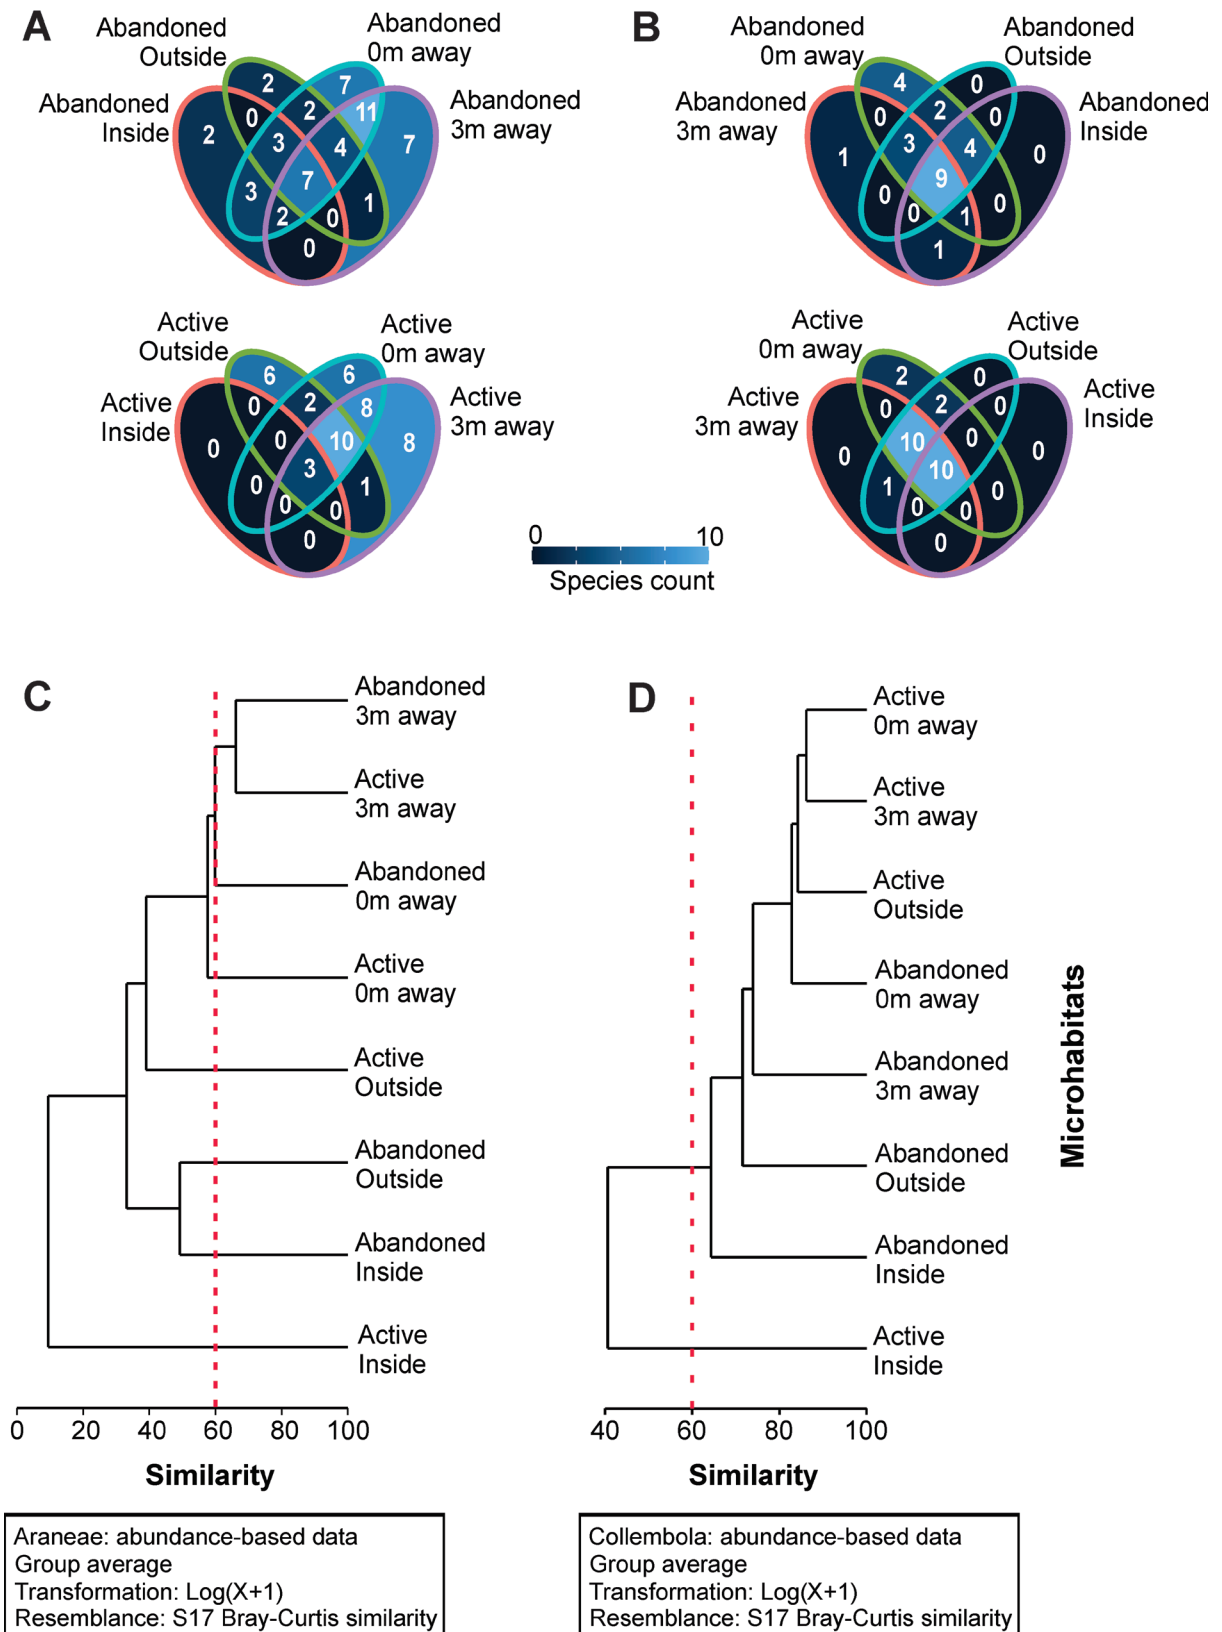 A
Abandoned
Outside
Abandoned
0m away
Abandoned
Inside
Abandoned
3m away
2
7
2
0
2
11
7
3
4
3
7
1
2
0
0
B
Abandoned
0m away
Abandoned
Outside
Abandoned
3m away
Abandoned
Inside
4
0
0
2
0
1
3
4
0
9
0
0
0
1
1
Active
Outside
Active
0m away
Active
Inside
Active
3m away
6
6
0
2
8
0
0
10
8
3
0
1
0
0
0
Active
0m away
Active
Outside
Active
3m away
Active
Inside
2
0
0
2
0
0
10
0
0
10
1
0
0
0
0
0 10
Species count
C
Abandoned
3m away
Active
3m away
Abandoned
0m away
Active
0m away
Active
Outside
Abandoned
Outside
Abandoned
Inside
Active
Inside
0 20 40 60 80 100
Similarity
Araneae: abundance-based data
Group average
Transformation: Log(X+1)
Resemblance: S17 Bray-Curtis similarity
D
Active
0m away
Active
3m away
Active
Outside
Abandoned
0m away
Abandoned
3m away
Abandoned
Outside
Abandoned
Inside
Active
Inside
Microhabitats
40 60 80 100
Similarity
Collembola: abundance-based data
Group average
Transformation: Log(X+1)
Resemblance: S17 Bray-Curtis similarity